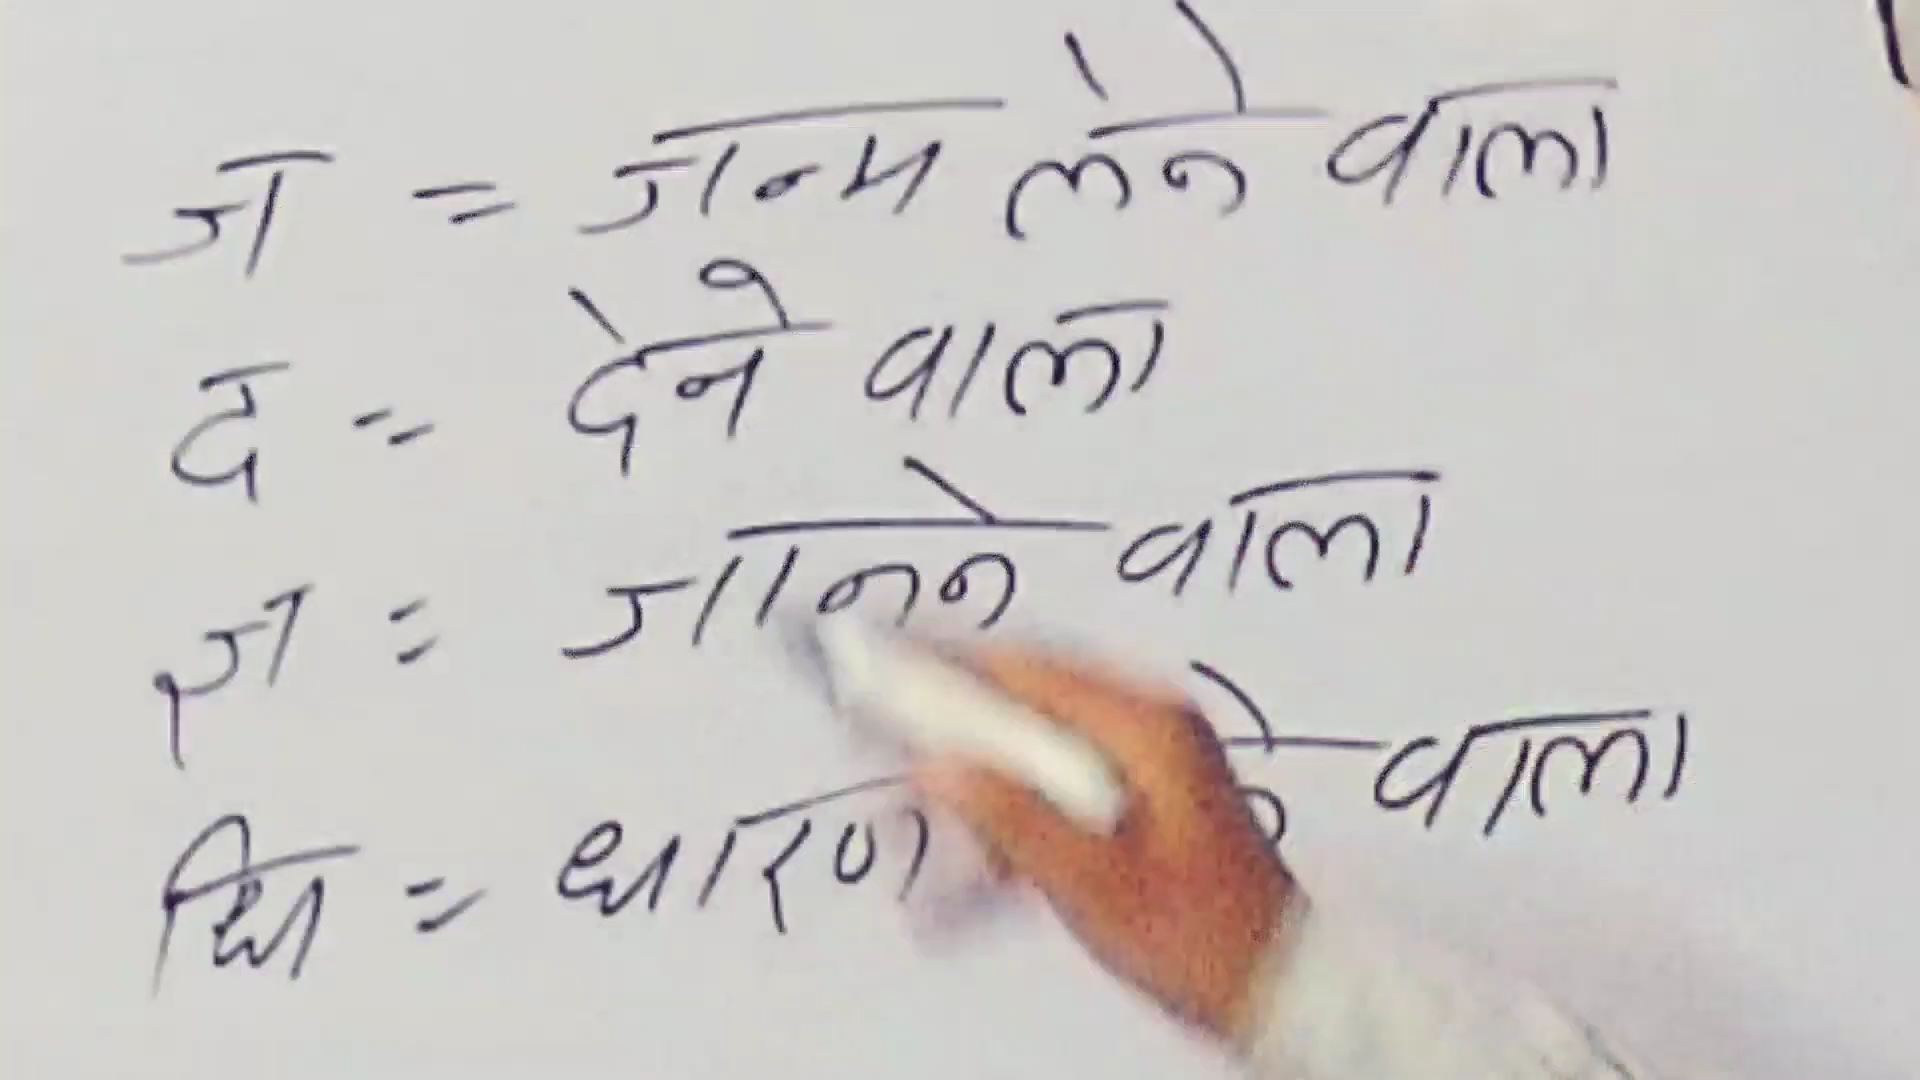 ज = जन्म लेने वाला
द = देने वाला
ज्ञ = जानने वाला
धि = धारण वाला